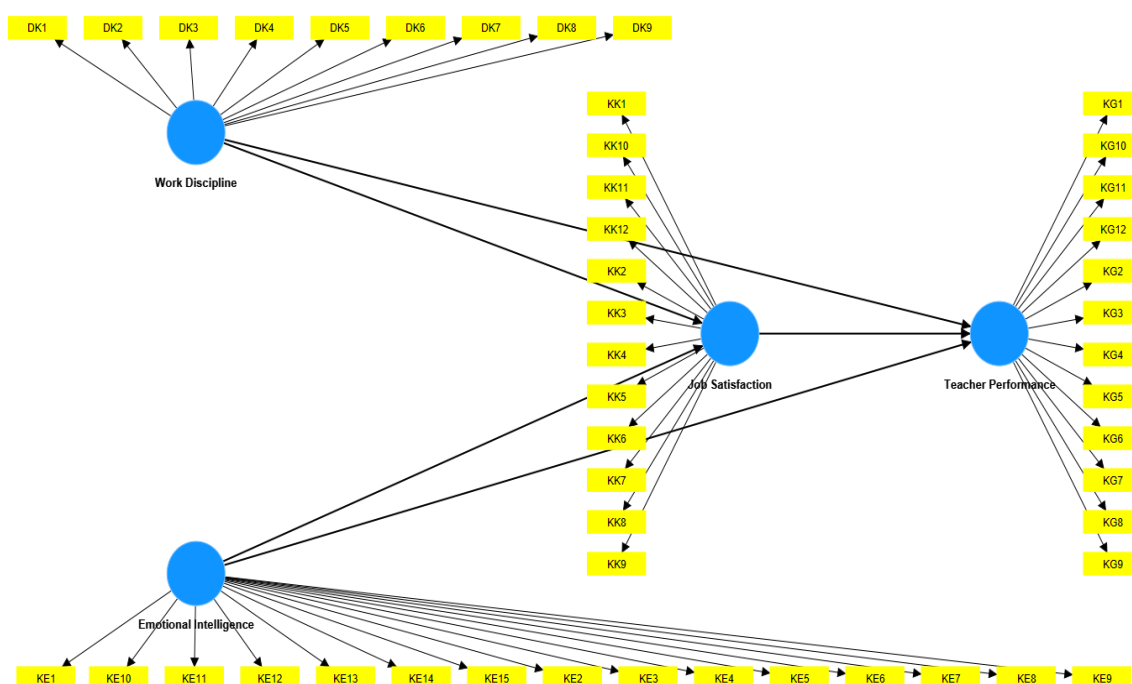 DK1 DK2 DK3 DK4 DK5 DK6 DK7 DK8 DK9
Work Discipline
KK1
KK10
KK11
KK12
KK2
KK3
KK4
KK5
KK6
KK7
KK8
KK9
Job Satisfaction
KG1
KG10
KG11
KG12
KG2
KG3
KG4
KG5
KG6
KG7
KG8
KG9
Teacher Performance
Emotional Intelligence
KE1 KE10 KE11 KE12 KE13 KE14 KE15 KE2 KE3 KE4 KE5 KE6 KE7 KE8 KE9